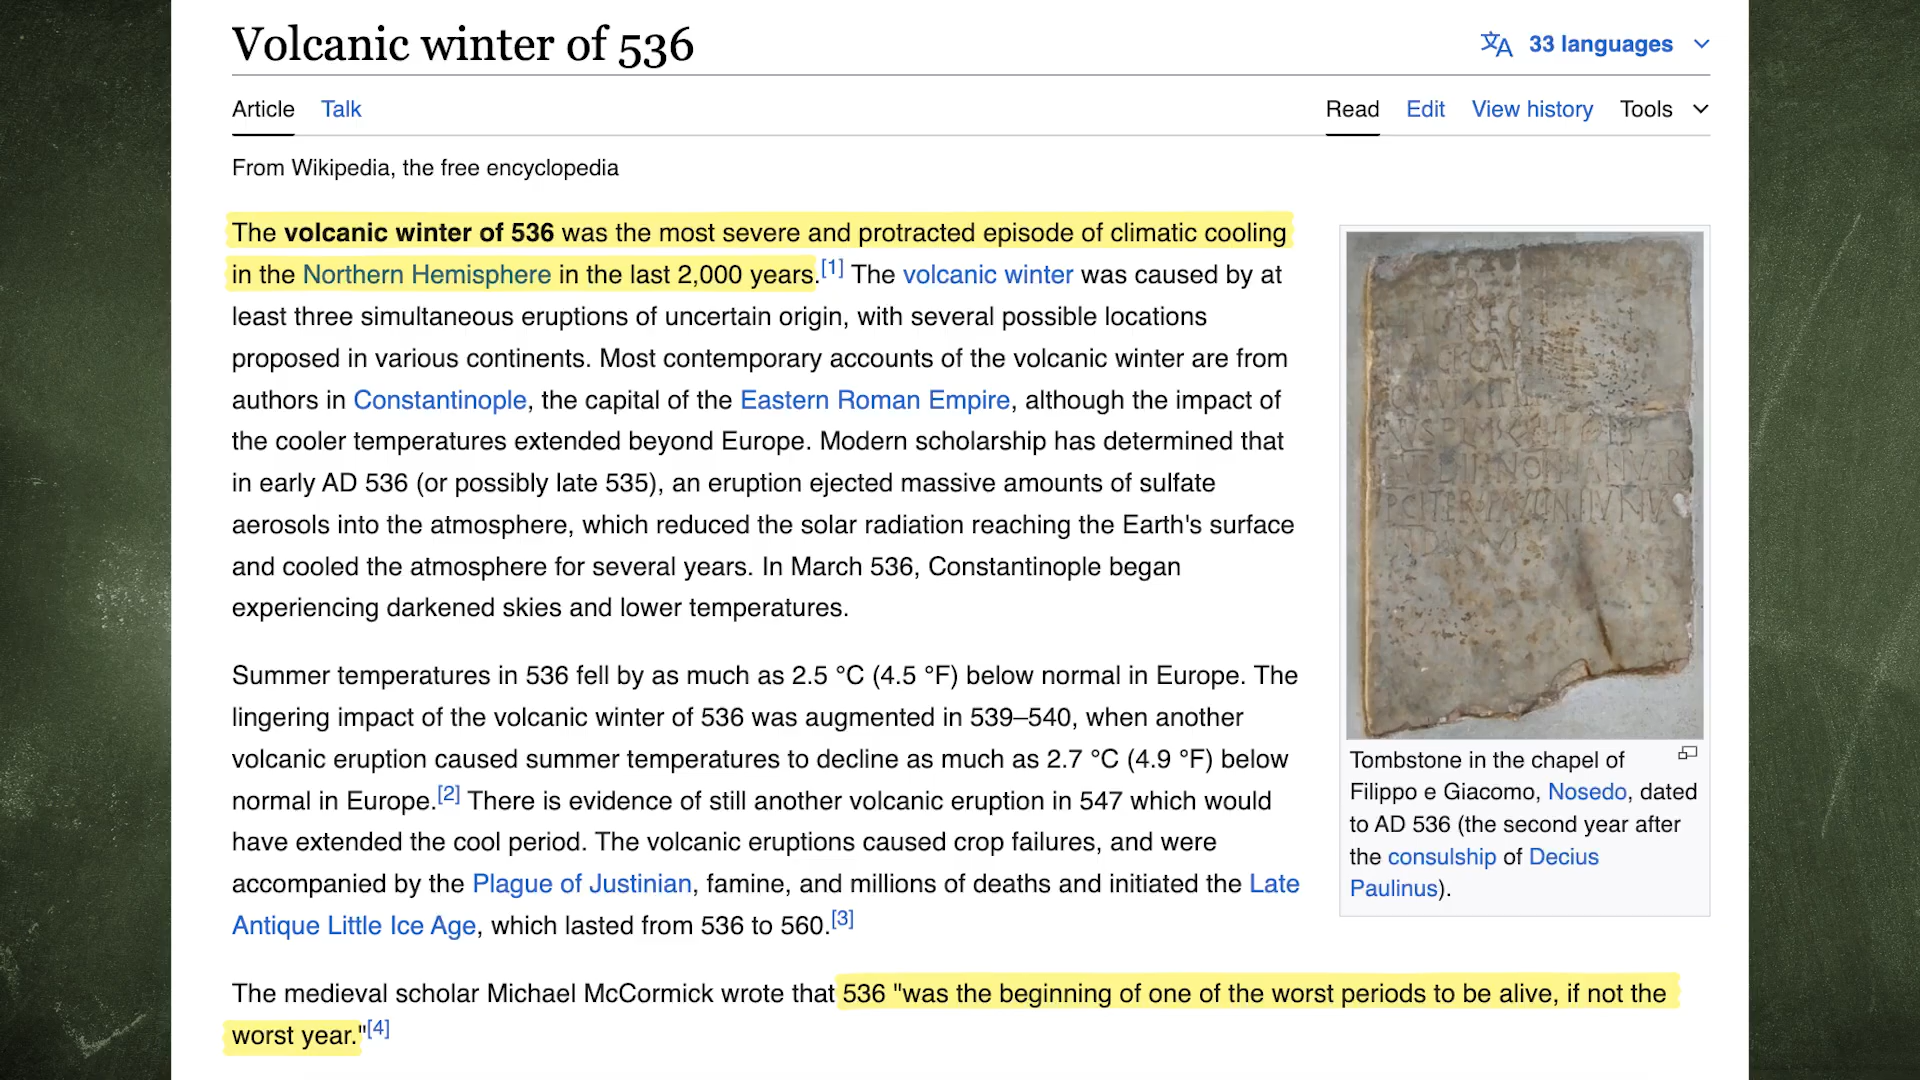 Volcanic winter of 536
33 languages
Article Talk
Read Edit View history Tools
From Wikipedia, the free encyclopedia
The volcanic winter of 536 was the most severe and protracted episode of climatic cooling
in the Northern Hemisphere in the last 2,000 years.[1] The volcanic winter was caused by at
least three simultaneous eruptions of uncertain origin, with several possible locations
proposed in various continents. Most contemporary accounts of the volcanic winter are from
authors in Constantinople, the capital of the Eastern Roman Empire, although the impact of
the cooler temperatures extended beyond Europe. Modern scholarship has determined that
in early AD 536 (or possibly late 535), an eruption ejected massive amounts of sulfate
aerosols into the atmosphere, which reduced the solar radiation reaching the Earth's surface
and cooled the atmosphere for several years. In March 536, Constantinople began
experiencing darkened skies and lower temperatures.
Summer temperatures in 536 fell by as much as 2.5 °C (4.5 °F) below normal in Europe. The
lingering impact of the volcanic winter of 536 was augmented in 539–540, when another
volcanic eruption caused summer temperatures to decline as much as 2.7 °C (4.9 °F) below
normal in Europe.[2] There is evidence of still another volcanic eruption in 547 which would
have extended the cool period. The volcanic eruptions caused crop failures, and were
accompanied by the Plague of Justinian, famine, and millions of deaths and initiated the Late
Antique Little Ice Age, which lasted from 536 to 560.[3]
The medieval scholar Michael McCormick wrote that 536 "was the beginning of one of the worst periods to be alive, if not the
worst year."[4]
Tombstone in the chapel of
Filippo e Giacomo, Nosedo, dated
to AD 536 (the second year after
the consulship of Decius
Paulinus).